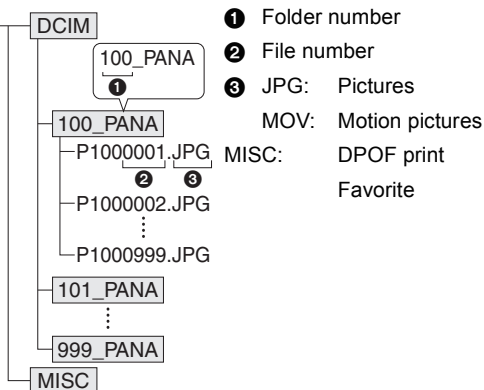 DCIM
100_PANA
❶
100_PANA
P1000001.JPG
❷ ❸
P1000002.JPG
P1000999.JPG
101_PANA
999_PANA
MISC
❶ Folder number
❷ File number
❸ JPG: Pictures
MOV: Motion pictures
MISC: DPOF print
Favorite